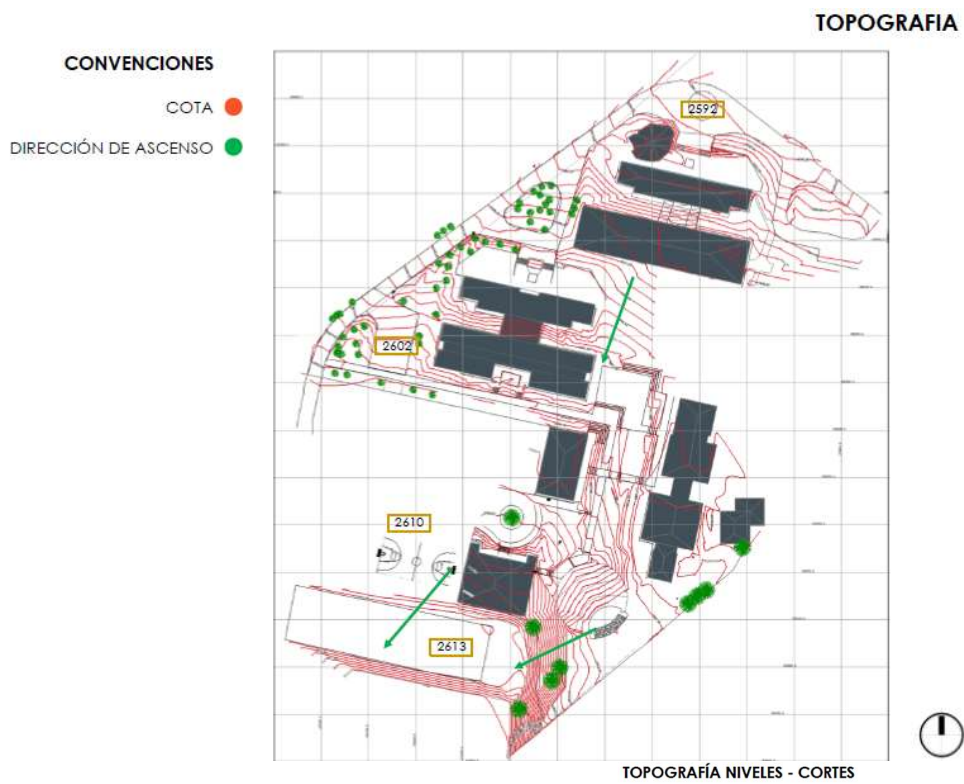 TOPOGRAFIA
CONVENCIONES
COTA
DIRECCIÓN DE ASCENSO
2592
2602
2610
2613
TOPOGRAFÍA NIVELES - CORTES